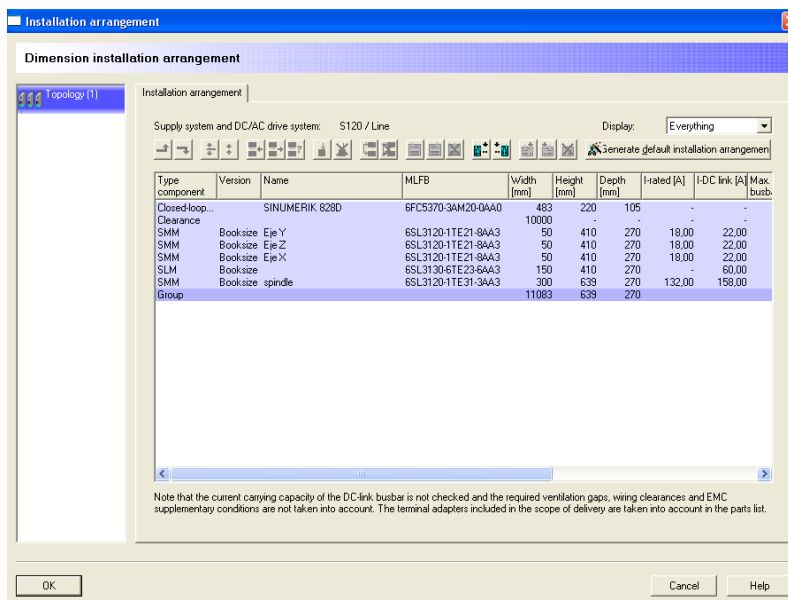 Installation arrangement
Dimension installation arrangement
Topology (1)
Installation arrangement
Supply system and DC/AC drive system: S120 / Line Display: Everything
Generate default installation arrangemen
Type component Version Name MLFB Width [mm] Height [mm] Depth [mm] I-rated [A] I-DC link [A] Max. busb
Closed-loop... SINUMERIK 828D 6FC5370-3AM20-0AA0 483 220 105 - -
Clearance 10000 - - - -
SMM Booksize Eje Y 6SL3120-1TE21-8AA3 50 410 270 18,00 22,00
SMM Booksize Eje Z 6SL3120-1TE21-8AA3 50 410 270 18,00 22,00
SMM Booksize Eje X 6SL3120-1TE21-8AA3 50 410 270 18,00 22,00
SLM Booksize 6SL3130-6TE23-6AA3 150 410 270 - 60,00
SMM Booksize spindle 6SL3120-1TE31-3AA3 300 639 270 132,00 158,00
Group 11083 639 270
Note that the current carrying capacity of the DC-link busbar is not checked and the required ventilation gaps, wiring clearances and EMC
supplementary conditions are not taken into account. The terminal adapters included in the scope of delivery are taken into account in the parts list.
OK Cancel Help